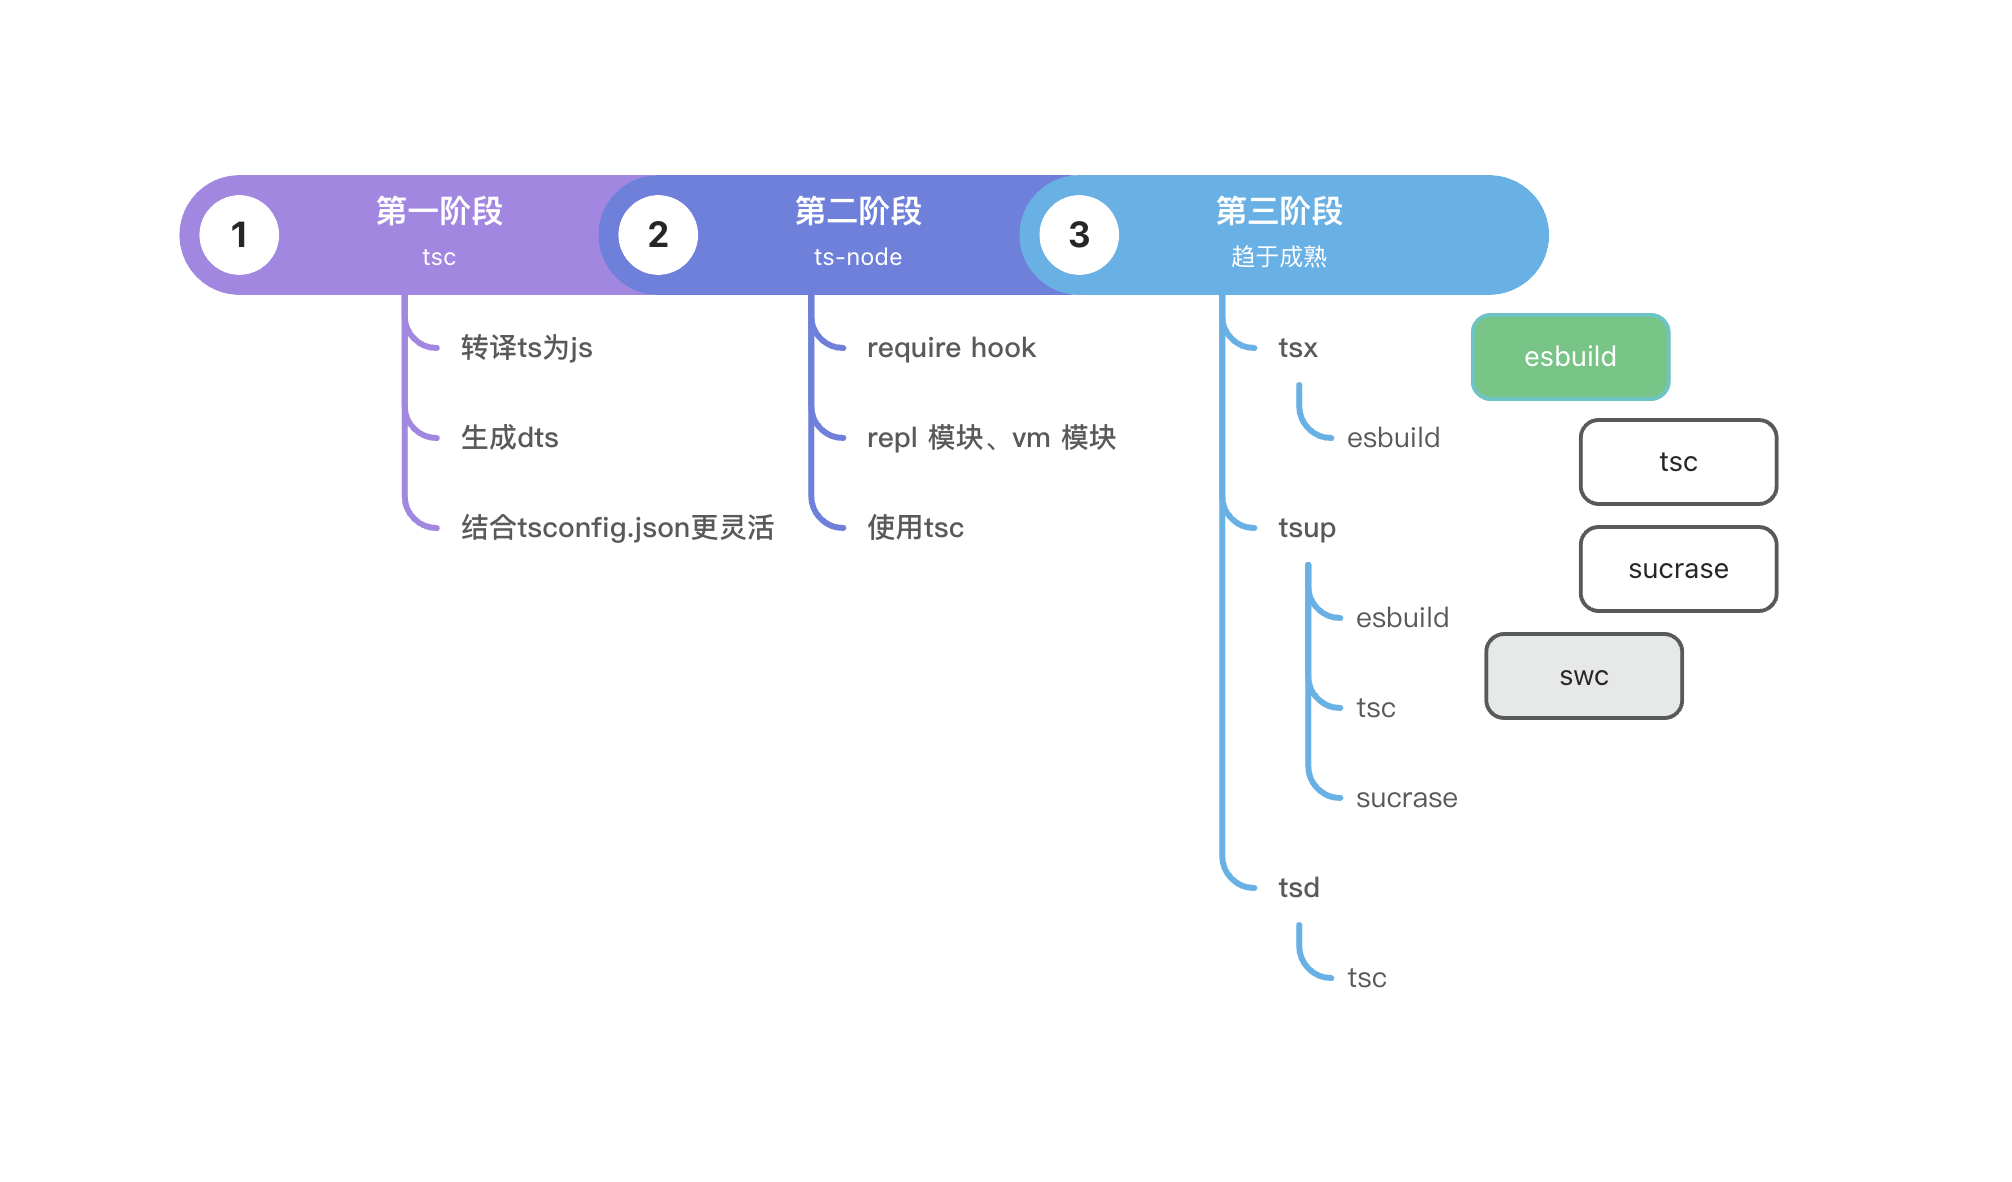 1
第一阶段
tsc
转译ts为js
生成dts
结合tsconfig.json更灵活
2
第二阶段
ts-node
require hook
repl 模块、vm 模块
使用tsc
3
第三阶段
趋于成熟
tsx
esbuild
tsup
esbuild
tsc
sucrase
tsd
tsc
esbuild
tsc
sucrase
swc